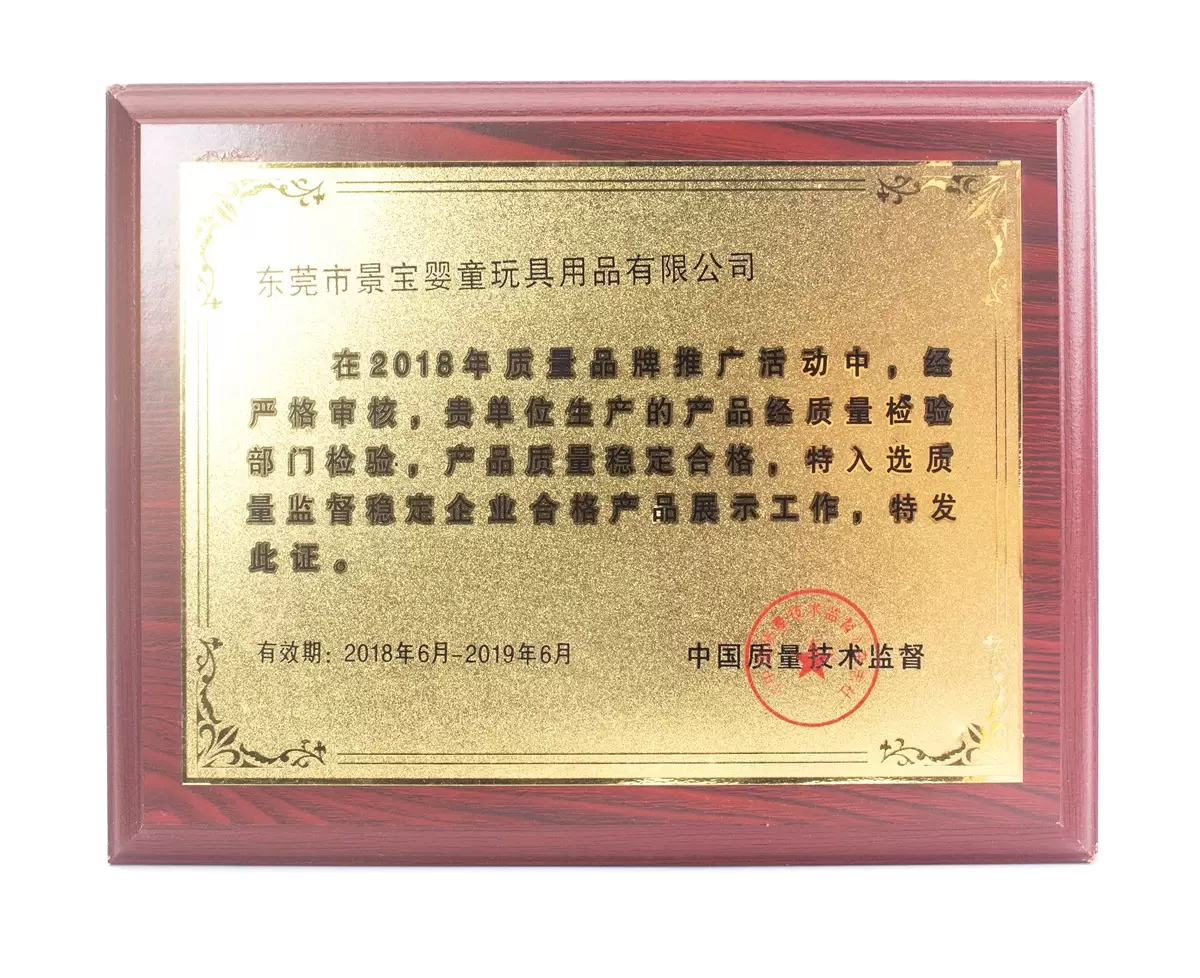 东莞市景宝婴童玩具用品有限公司
在2018年质量品牌推广活动中，经
严格审核，贵单位生产的产品经质量检验
部门检验，产品质量稳定合格，特入选质
量监督稳定企业合格产品展示工作，特发
此证。
有效期：2018年6月-2019年6月
中国质量技术监督